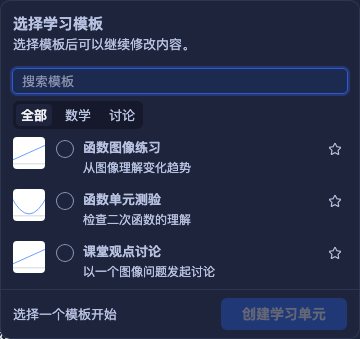 选择学习模板
选择模板后可以继续修改内容。
搜索模板
全部 数学 讨论
函数图像练习
从图像理解变化趋势
函数单元测验
检查二次函数的理解
课堂观点讨论
以一个图像问题发起讨论
选择一个模板开始 创建学习单元